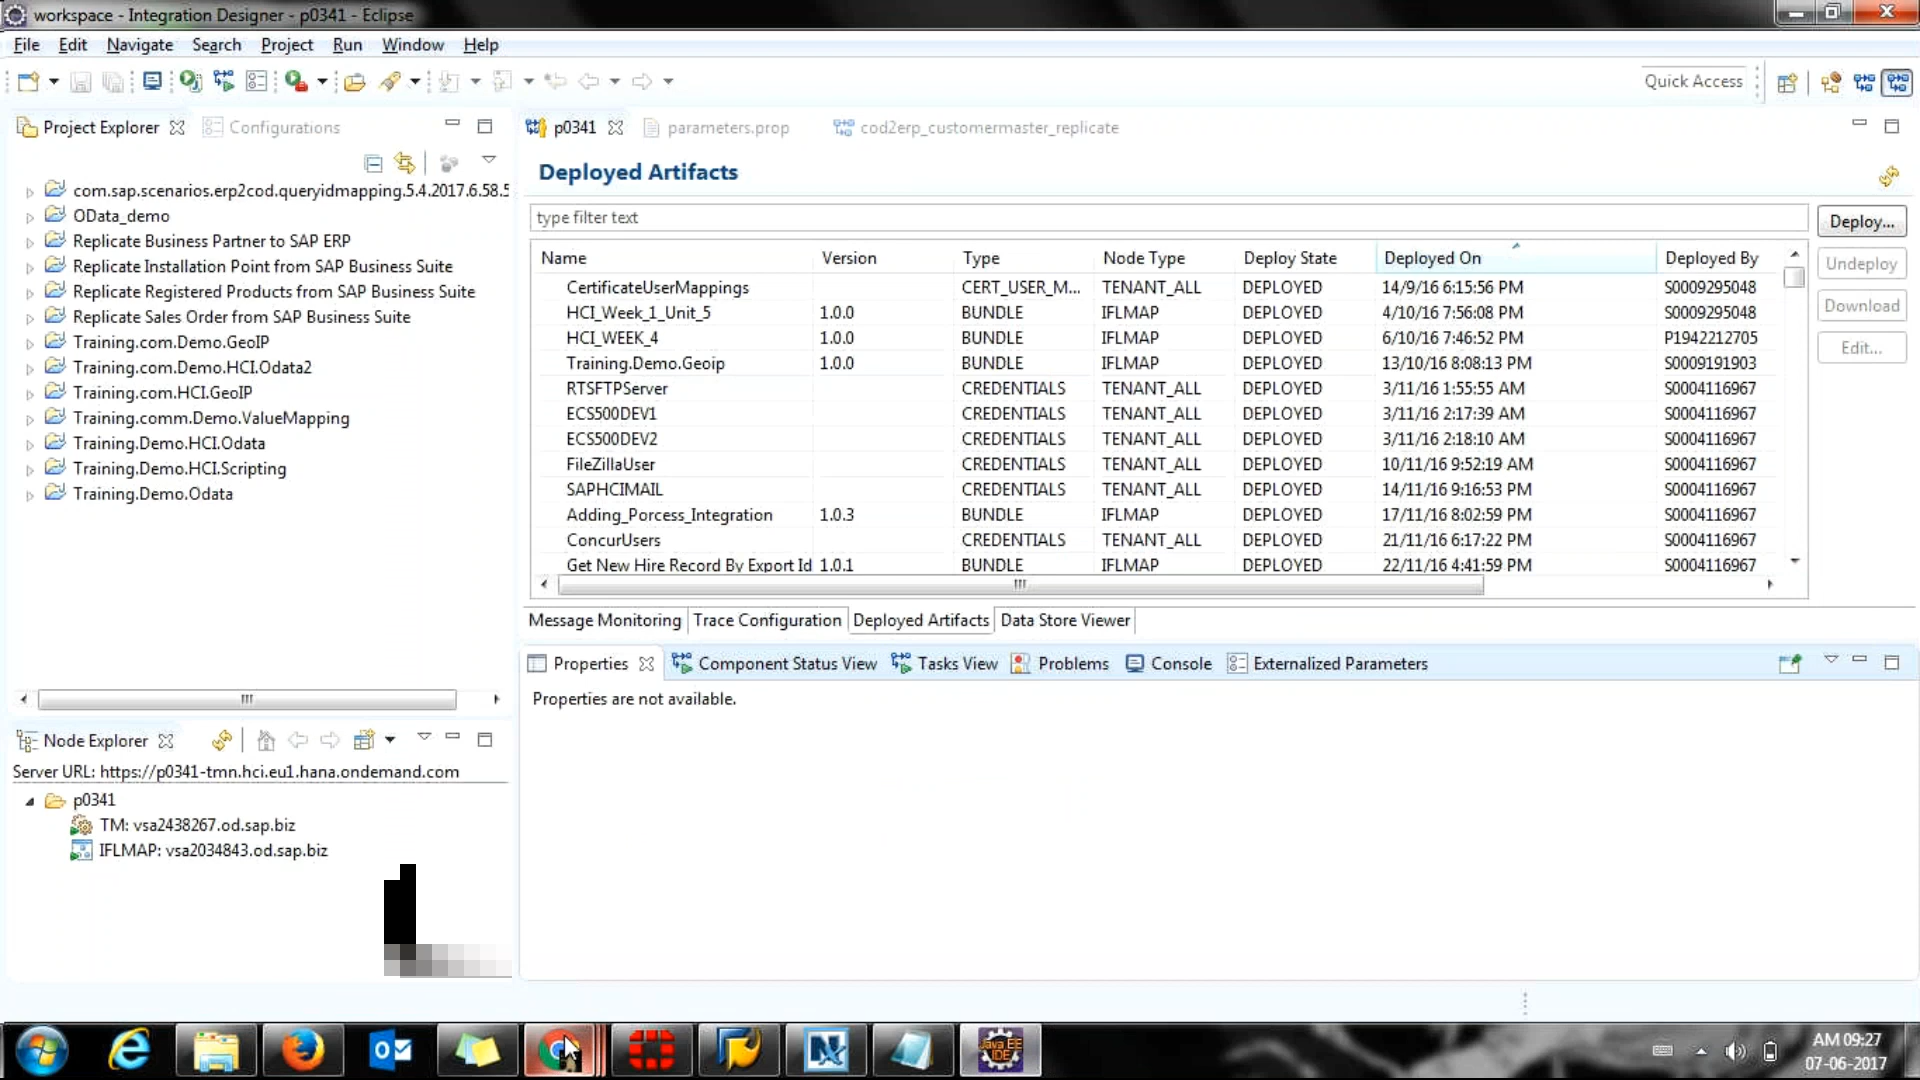 workspace - Integration Designer - p0341 - Eclipse
File Edit Navigate Search Project Run Window Help
Quick Access
Project Explorer Configurations
com.sap.scenarios.erp2cod.queryidmapping.5.4.2017.6.58.5
OData_demo
Replicate Business Partner to SAP ERP
Replicate Installation Point from SAP Business Suite
Replicate Registered Products from SAP Business Suite
Replicate Sales Order from SAP Business Suite
Training.com.Demo.GeoIP
Training.com.Demo.HCI.Odata2
Training.com.HCI.GeoIP
Training.comm.Demo.ValueMapping
Training.Demo.HCI.Odata
Training.Demo.HCI.Scripting
Training.Demo.Odata
p0341 parameters.prop cod2erp_customermaster_replicate
Deployed Artifacts
type filter text
Name Version Type Node Type Deploy State Deployed On Deployed By
CertificateUserMappings CERT_USER_M... TENANT_ALL DEPLOYED 14/9/16 6:15:56 PM S0009295048
HCI_Week_1_Unit_5 1.0.0 BUNDLE IFLMAP DEPLOYED 4/10/16 7:56:08 PM S0009295048
HCI_WEEK_4 1.0.0 BUNDLE IFLMAP DEPLOYED 6/10/16 7:46:52 PM P1942212705
Training.Demo.Geoip 1.0.0 BUNDLE IFLMAP DEPLOYED 13/10/16 8:08:13 PM S0009191903
RTSFTPServer CREDENTIALS TENANT_ALL DEPLOYED 3/11/16 1:55:55 AM S0004116967
ECS500DEV1 CREDENTIALS TENANT_ALL DEPLOYED 3/11/16 2:17:39 AM S0004116967
ECS500DEV2 CREDENTIALS TENANT_ALL DEPLOYED 3/11/16 2:18:10 AM S0004116967
FileZillaUser CREDENTIALS TENANT_ALL DEPLOYED 10/11/16 9:52:19 AM S0004116967
SAPHCIMAIL CREDENTIALS TENANT_ALL DEPLOYED 14/11/16 9:16:53 PM S0004116967
Adding_Porcess_Integration 1.0.3 BUNDLE IFLMAP DEPLOYED 17/11/16 8:02:59 PM S0004116967
ConcurUsers CREDENTIALS TENANT_ALL DEPLOYED 21/11/16 6:17:22 PM S0004116967
Get New Hire Record By Export Id 1.0.1 BUNDLE IFLMAP DEPLOYED 22/11/16 4:41:59 PM S0004116967
Deploy...
Undeploy
Download
Edit...
Message Monitoring Trace Configuration Deployed Artifacts Data Store Viewer
Properties Component Status View Tasks View Problems Console Externalized Parameters
Properties are not available.
Node Explorer
Server URL: https://p0341-tmn.hci.eu1.hana.ondemand.com
p0341
TM: vsa2438267.od.sap.biz
IFLMAP: vsa2034843.od.sap.biz
Java EE
IDE
AM 09:27
07-06-2017